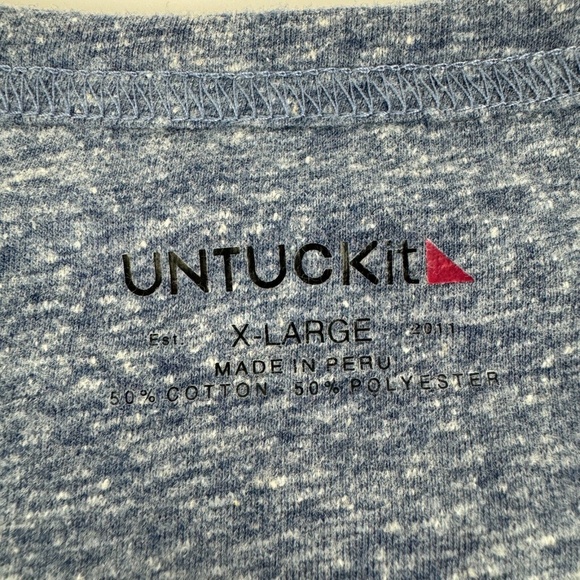 UNTUCKit
Est. X-LARGE 2011
MADE IN PERU
50% COTTON 50% POLYESTER